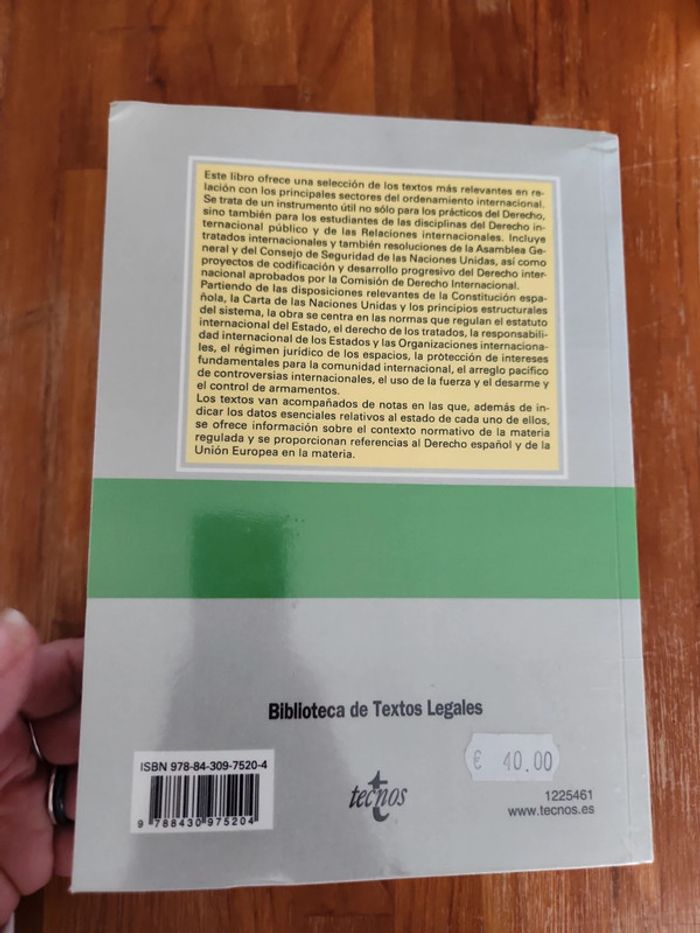 Este libro ofrece una selección de los textos más relevantes en re-
lación con los principales sectores del ordenamiento internacional.
Se trata de un instrumento útil no sólo para los prácticos del Derecho,
sino también para los estudiantes de las disciplinas del Derecho in-
ternacional público y de las Relaciones internacionales. Incluye
tratados internacionales y también resoluciones de la Asamblea Ge-
neral y del Consejo de Seguridad de las Naciones Unidas, así como
proyectos de codificación y desarrollo progresivo del Derecho inter-
nacional aprobados por la Comisión de Derecho Internacional.
Partiendo de las disposiciones relevantes de la Constitución espa-
ñola, la Carta de las Naciones Unidas y los principios estructurales
del sistema, la obra se centra en las normas que regulan el estatuto
internacional del Estado, el derecho de los tratados, la responsabili-
dad internacional de los Estados y las Organizaciones internaciona-
les, el régimen jurídico de los espacios, la protección de intereses
fundamentales para la comunidad internacional, el arreglo pacífico
de controversias internacionales, el uso de la fuerza y el desarme y
el control de armamentos.
Los textos van acompañados de notas en las que, además de in-
dicar los datos esenciales relativos al estado de cada uno de ellos,
se ofrece información sobre el contexto normativo de la materia
regulada y se proporcionan referencias al Derecho español y de la
Unión Europea en la materia.
Biblioteca de Textos Legales
€ 40.00
ISBN 978-84-309-7520-4
9 788430 975204
tecnos
1225461
www.tecnos.es